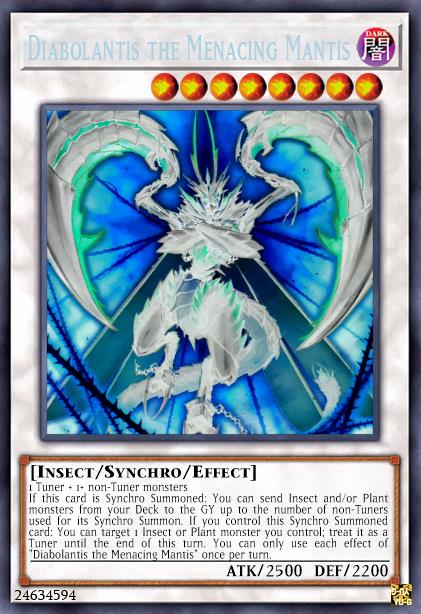 Diabolantis the Menacing Mantis
DARK
闇
[Insect/Synchro/Effect]
1 Tuner + 1+ non-Tuner monsters
If this card is Synchro Summoned: You can send Insect and/or Plant
monsters from your Deck to the GY up to the number of non-Tuners
used for its Synchro Summon. If you control this Synchro Summoned
card: You can target 1 Insect or Plant monster you control; treat it as a
Tuner until the end of this turn. You can only use each effect of
"Diabolantis the Menacing Mantis" once per turn.
ATK/2500 DEF/2200
24634594